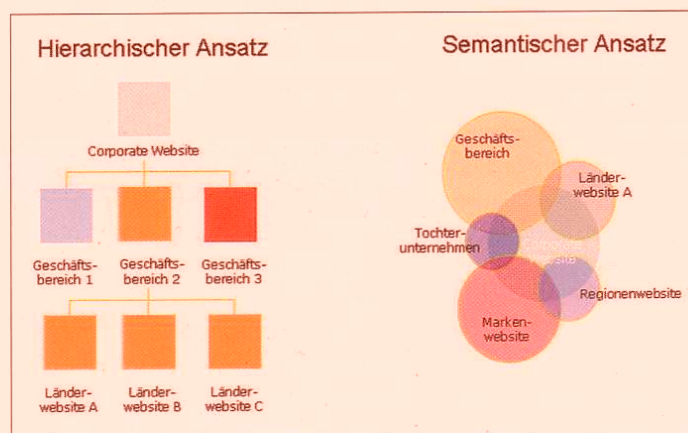 Hierarchischer Ansatz
Corporate Website
Geschäfts-
bereich 1
Geschäfts-
bereich 2
Geschäfts-
bereich 3
Länder-
website A
Länder-
website B
Länder-
website C
Semantischer Ansatz
Geschäfts-
bereich
Länder-
website A
Tochter-
unternehmen
Corporate
Regionenwebsite
Marken-
website